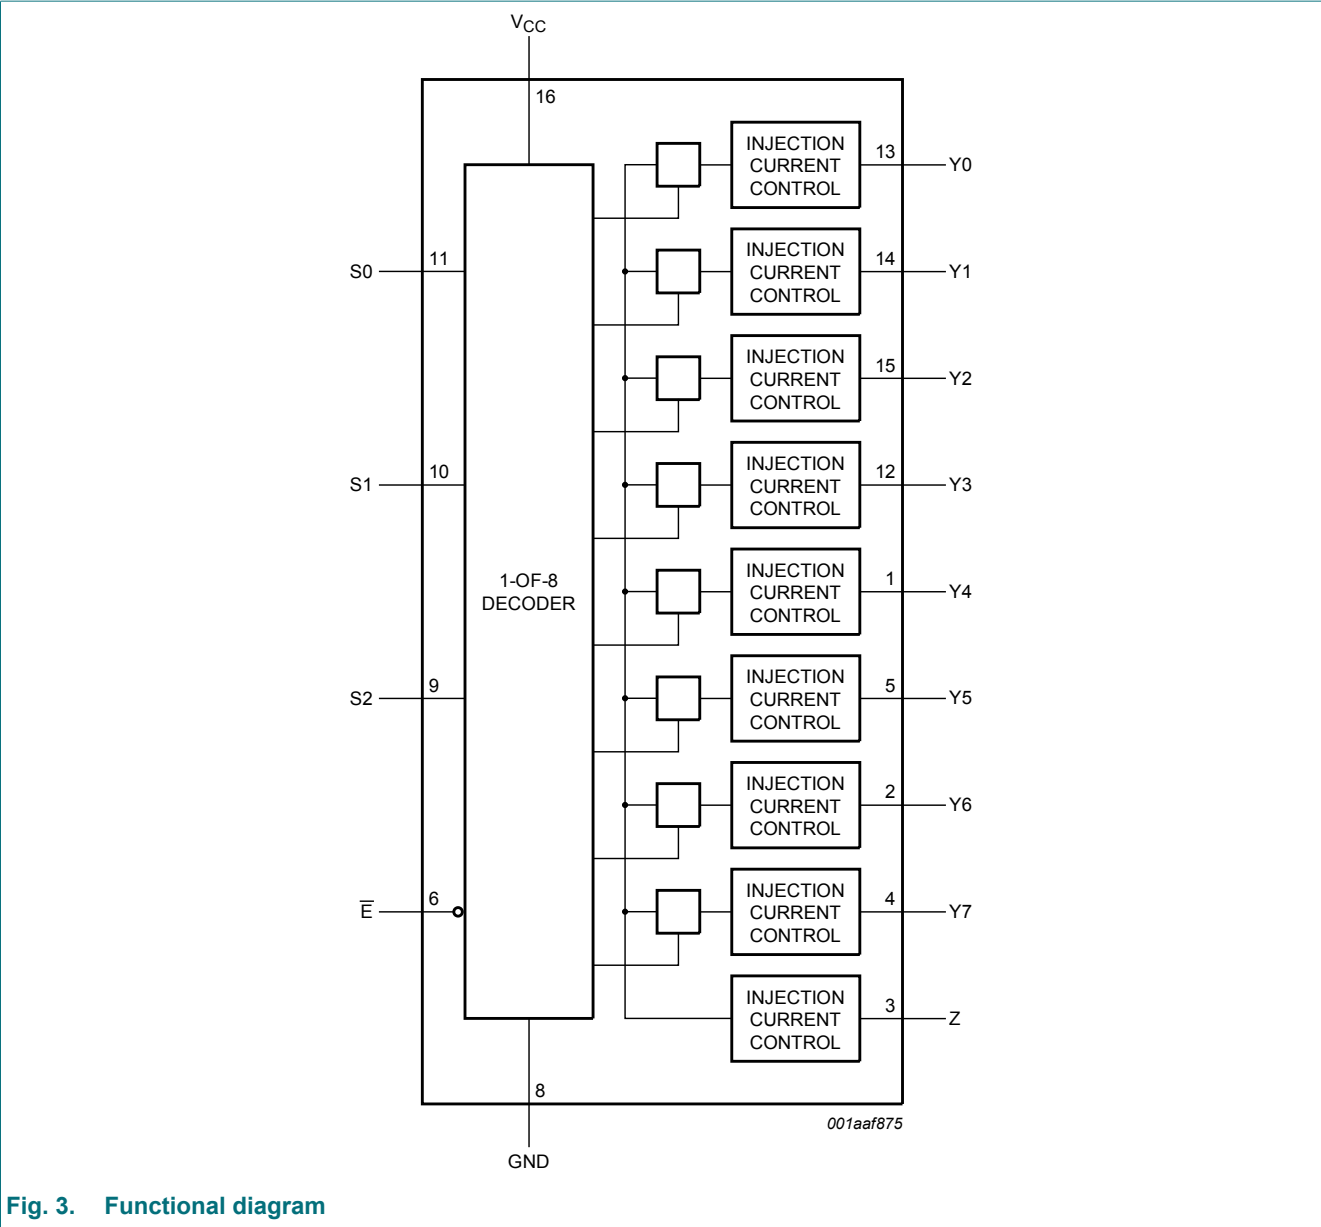 VCC
16
INJECTION
CURRENT
CONTROL
13
Y0
S0
11
INJECTION
CURRENT
CONTROL
14
Y1
INJECTION
CURRENT
CONTROL
15
Y2
S1
10
INJECTION
CURRENT
CONTROL
12
Y3
1-OF-8
DECODER
INJECTION
CURRENT
CONTROL
1
Y4
S2
9
INJECTION
CURRENT
CONTROL
5
Y5
INJECTION
CURRENT
CONTROL
2
Y6
E̅
6
INJECTION
CURRENT
CONTROL
4
Y7
INJECTION
CURRENT
CONTROL
3
Z
8
GND
001aaf875
Fig. 3. Functional diagram